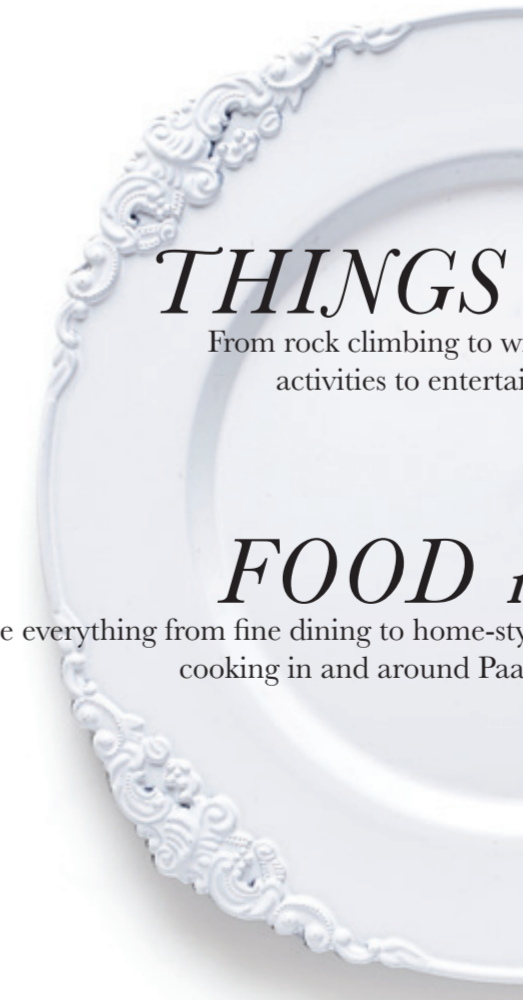 THINGS
From rock climbing to
activities to
FOOD
everything from fine dining to
cooking in and around